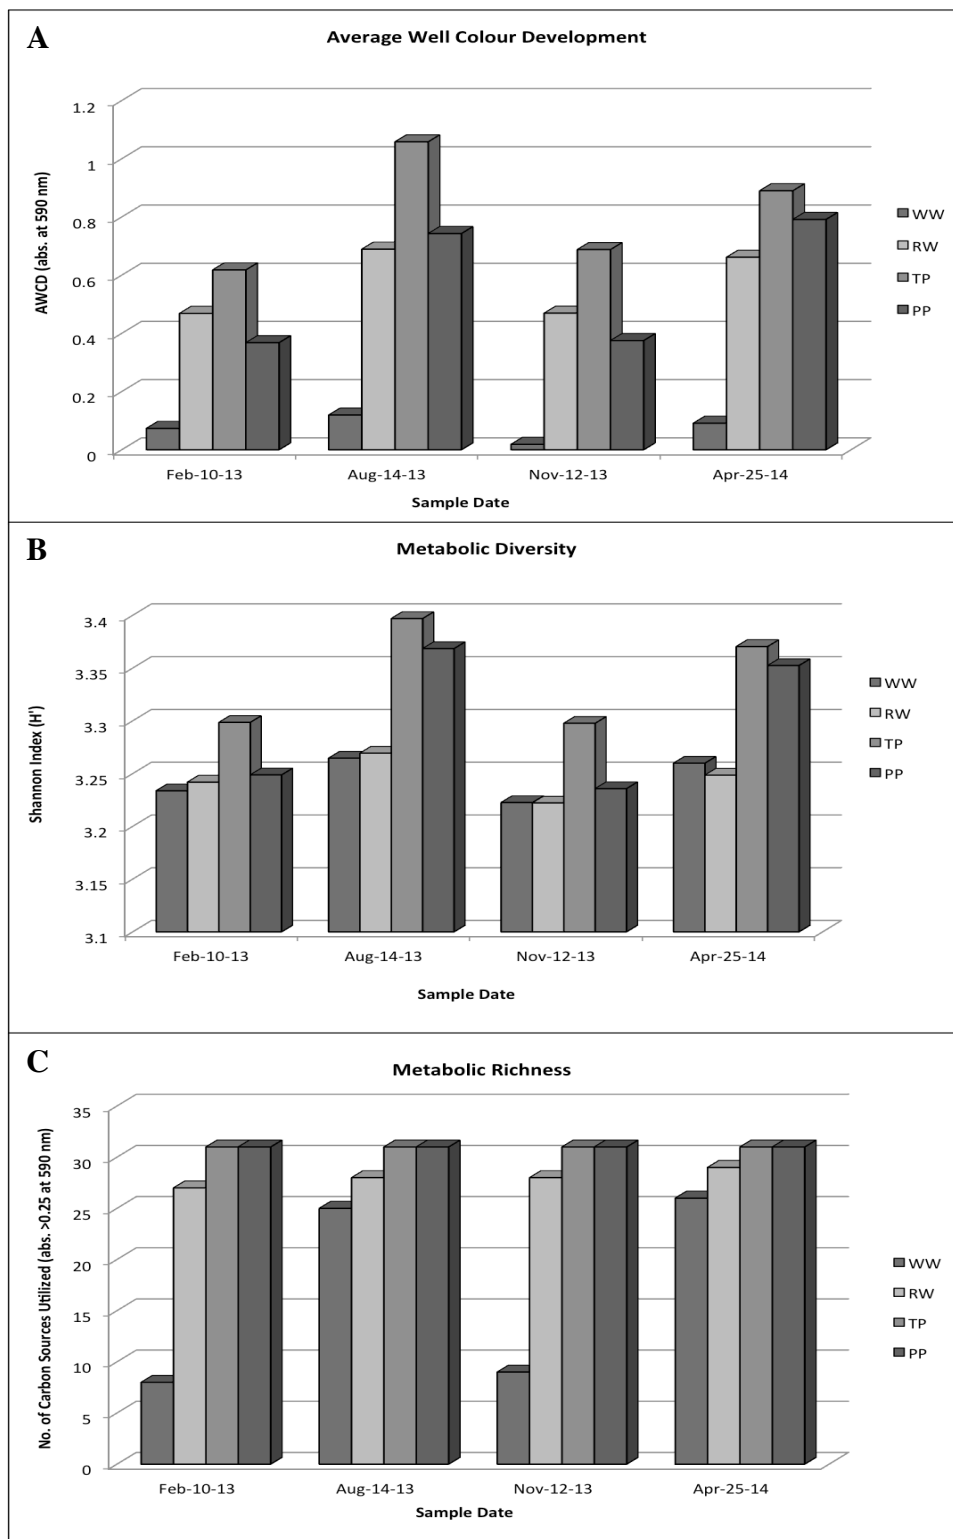 A
Average Well Colour Development
AWCD (abs. at 590 nm)
1.2
1
0.8
0.6
0.4
0.2
0
Feb-10-13 Aug-14-13 Nov-12-13 Apr-25-14
Sample Date
WW
RW
TP
PP
B
Metabolic Diversity
Shannon Index (H')
3.4
3.35
3.3
3.25
3.2
3.15
3.1
Feb-10-13 Aug-14-13 Nov-12-13 Apr-25-14
Sample Date
WW
RW
TP
PP
C
Metabolic Richness
No. of Carbon Sources Utilized (abs. >0.25 at 590 nm)
35
30
25
20
15
10
5
0
Feb-10-13 Aug-14-13 Nov-12-13 Apr-25-14
Sample Date
WW
RW
TP
PP